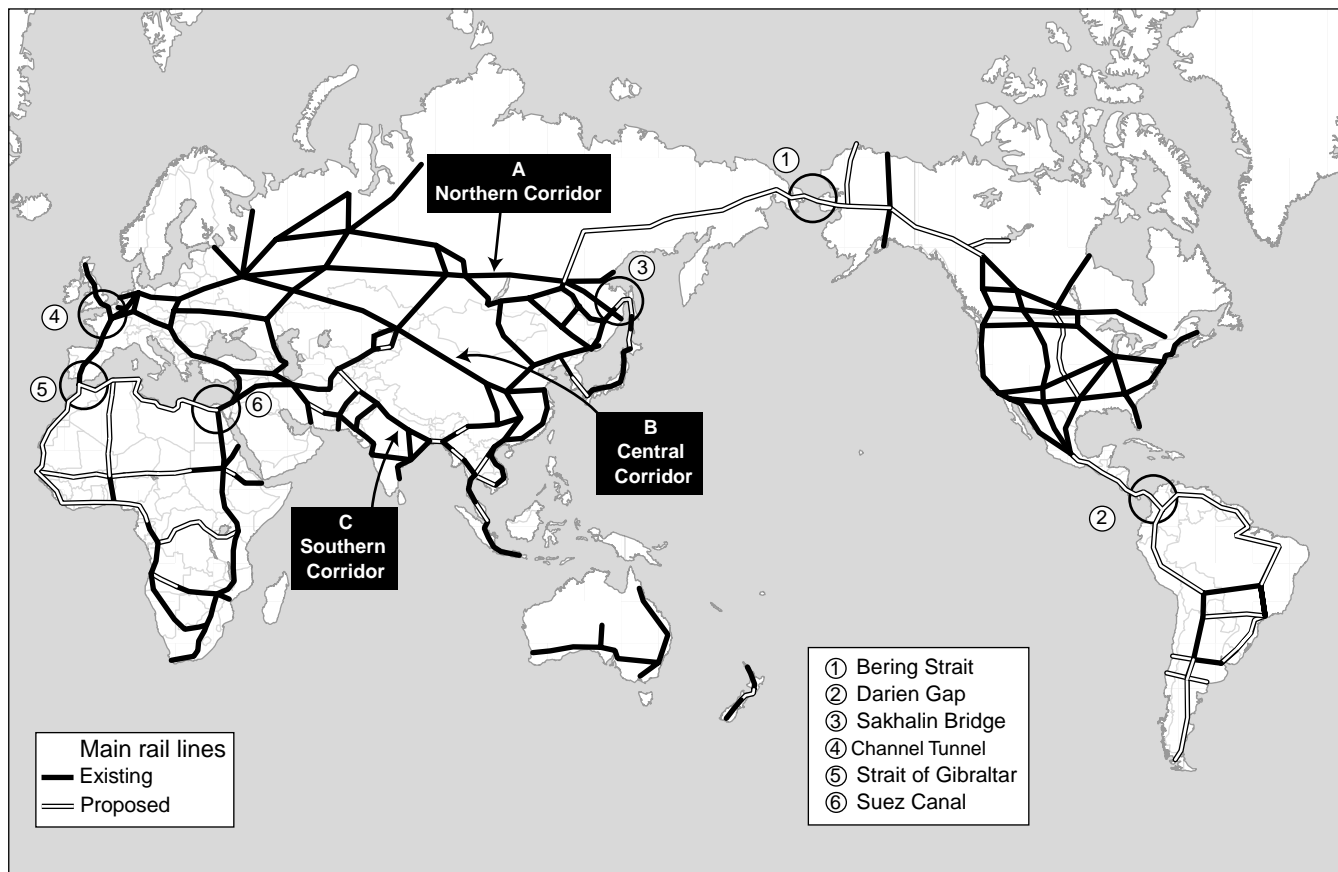 1
A
Northern Corridor
3
4
5
6
B
Central
Corridor
2
C
Southern
Corridor
① Bering Strait
② Darien Gap
③ Sakhalin Bridge
④ Channel Tunnel
⑤ Strait of Gibraltar
⑥ Suez Canal
Main rail lines
Existing
Proposed